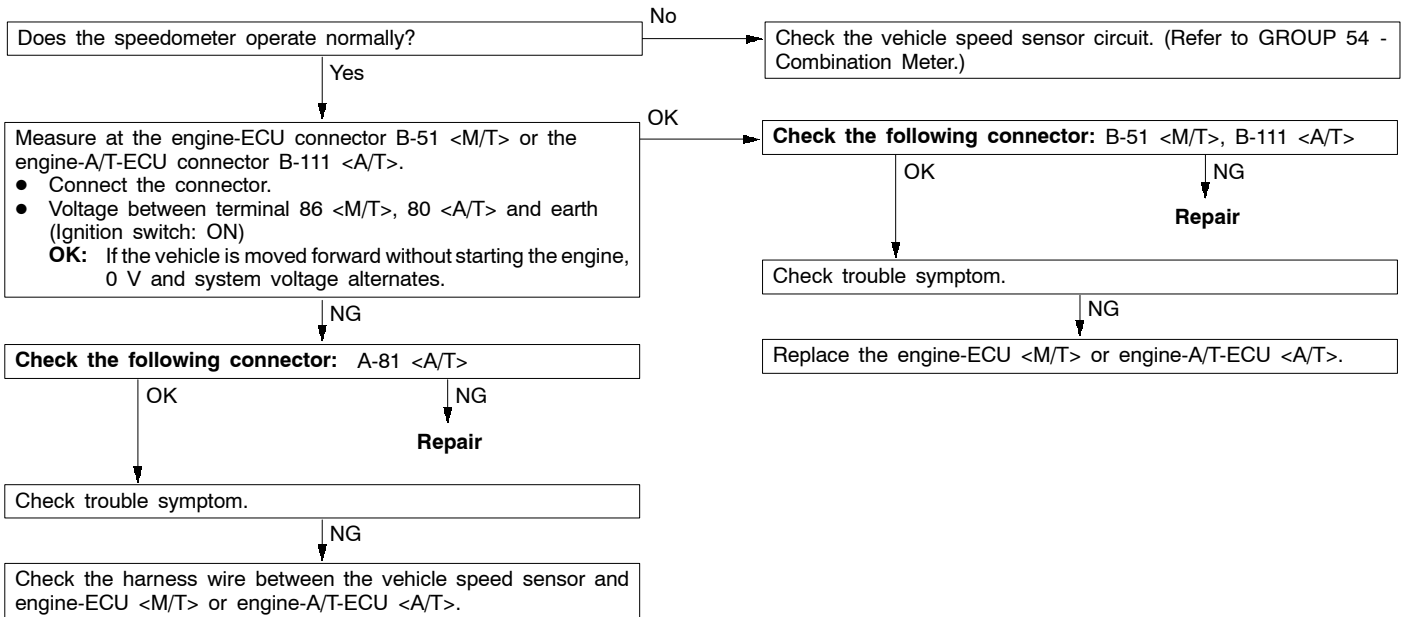 Does the speedometer operate normally?
No
Check the vehicle speed sensor circuit. (Refer to GROUP 54 -
Combination Meter.)
Yes
Measure at the engine-ECU connector B-51 <M/T> or the
engine-A/T-ECU connector B-111 <A/T>.
● Connect the connector.
● Voltage between terminal 86 <M/T>, 80 <A/T> and earth
(Ignition switch: ON)
OK: If the vehicle is moved forward without starting the engine,
0 V and system voltage alternates.
OK
Check the following connector: B-51 <M/T>, B-111 <A/T>
OK
NG
Repair
Check trouble symptom.
NG
Replace the engine-ECU <M/T> or engine-A/T-ECU <A/T>.
NG
Check the following connector: A-81 <A/T>
OK
NG
Repair
Check trouble symptom.
NG
Check the harness wire between the vehicle speed sensor and
engine-ECU <M/T> or engine-A/T-ECU <A/T>.